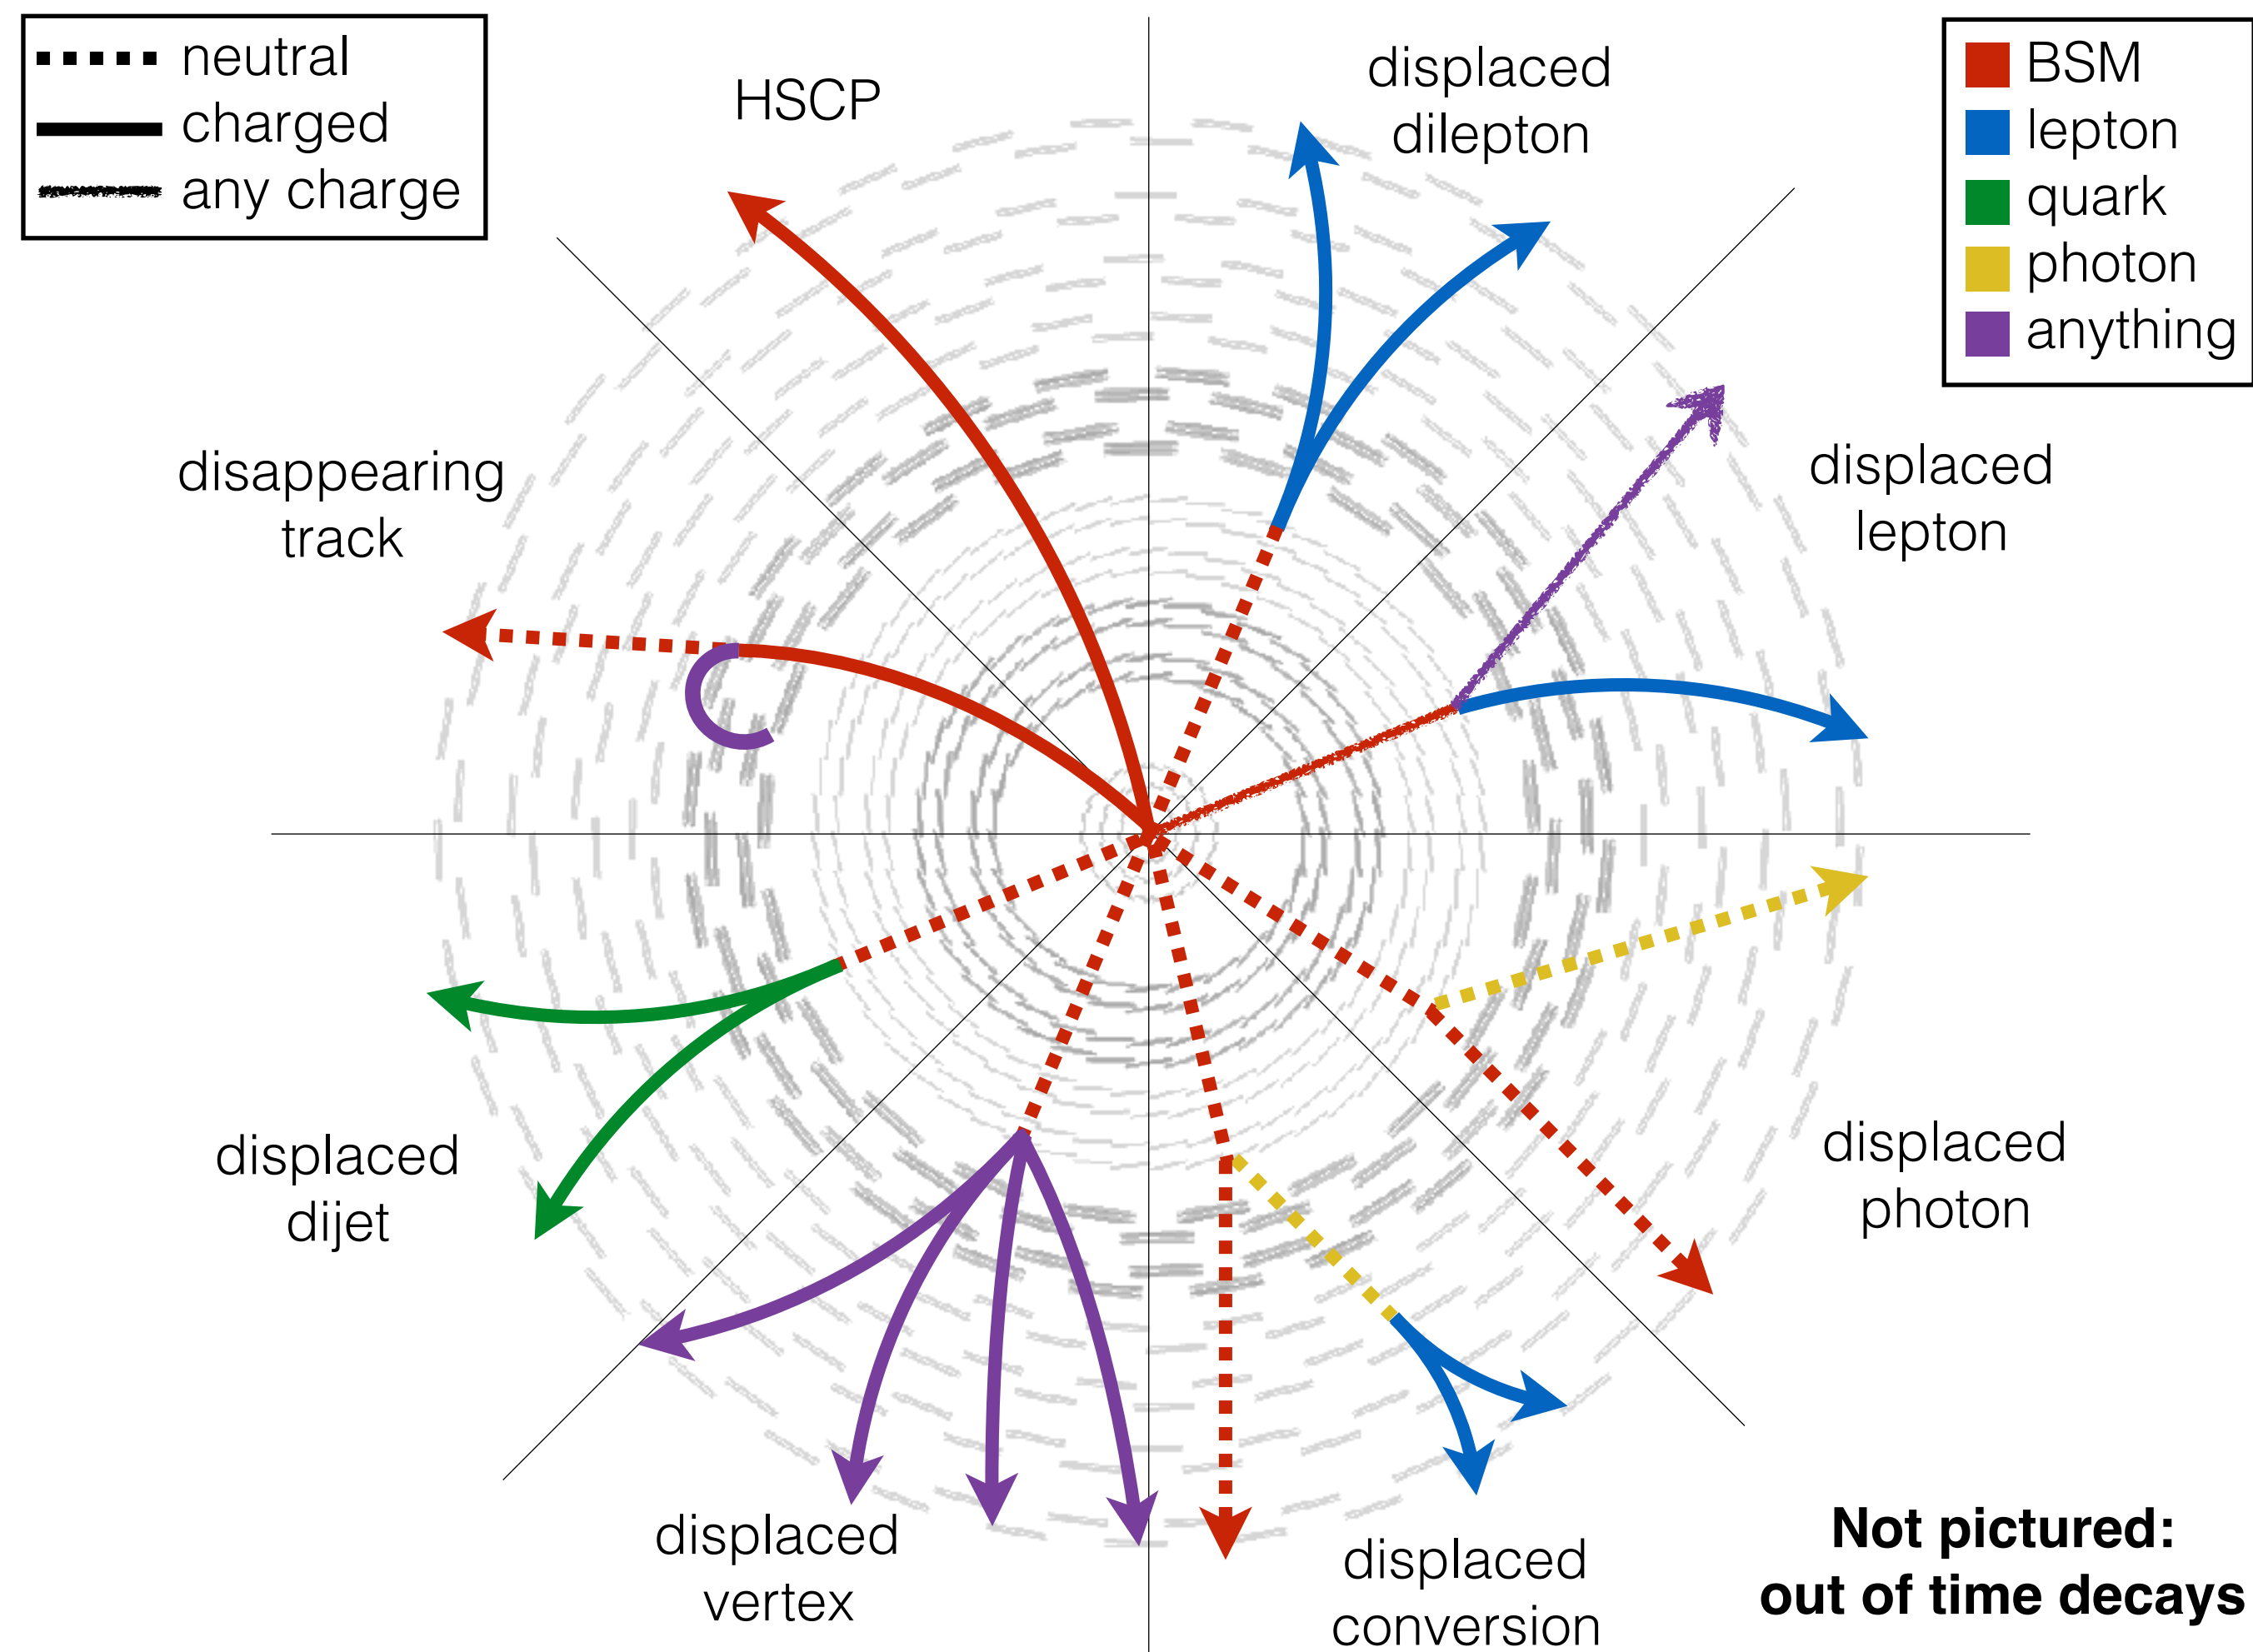 neutral
charged
any charge
HSCP
displaced
dilepton
BSM
lepton
quark
photon
anything
disappearing
track
displaced
lepton
displaced
dijet
displaced
photon
displaced
vertex
displaced
conversion
Not pictured:
out of time decays